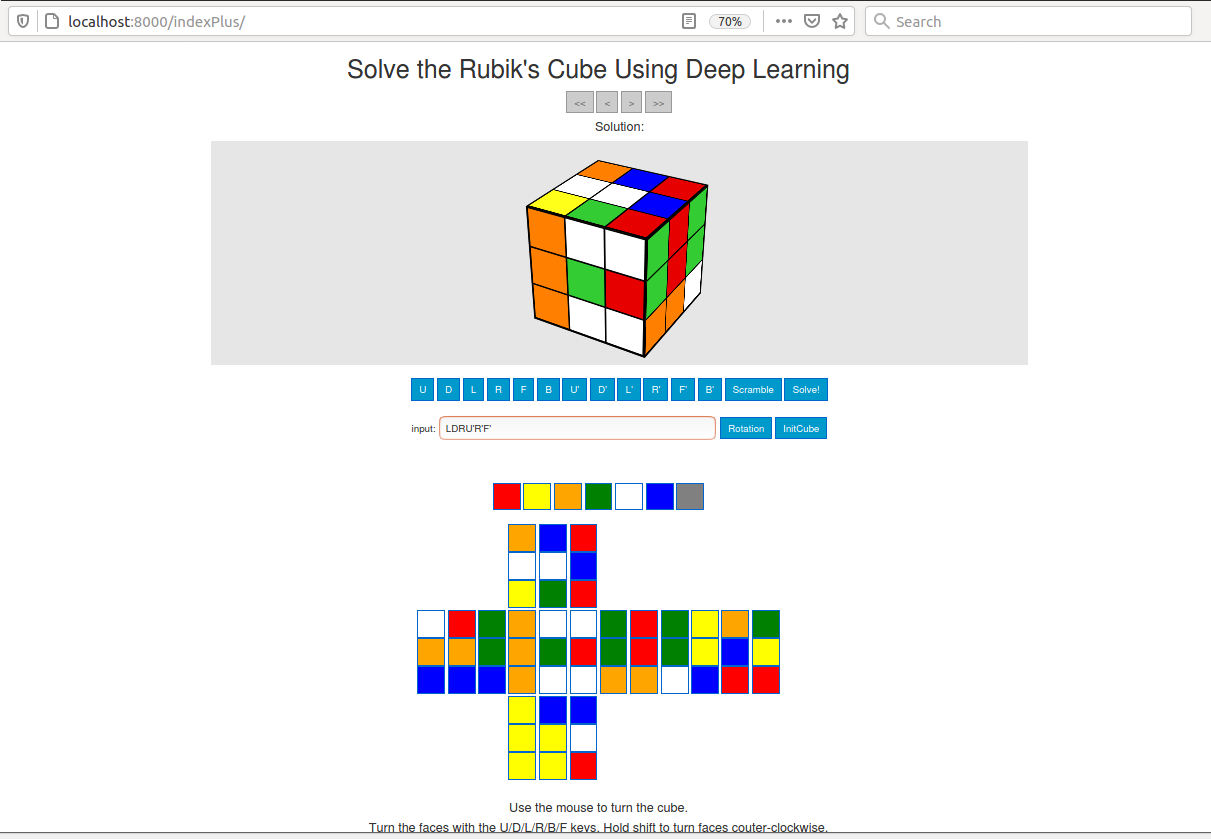 localhost:8000/indexPlus/ 70% Search
Solve the Rubik's Cube Using Deep Learning
<< < > >>
Solution:
U D L R F B U' D' L' R' F' B' Scramble Solve!
input: LDRU'R'F' Rotation InitCube
Use the mouse to turn the cube.
Turn the faces with the U/D/L/R/B/F keys. Hold shift to turn faces couter-clockwise.